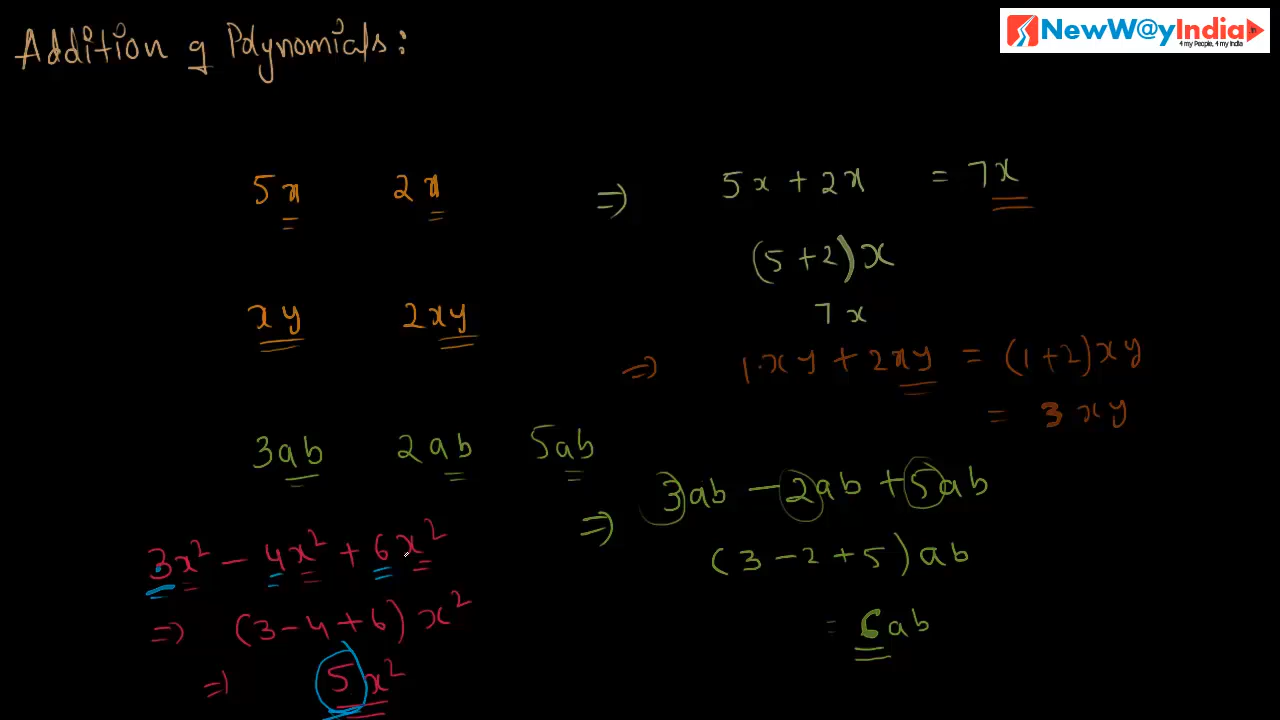 Addition of Polynomials:
NewW@yIndia.in
4 my People, 4 my India
5x 2x ⇒ 5x + 2x = 7x
(5+2)x
7x
xy 2xy
⇒ 1·xy + 2xy = (1+2)xy
= 3xy
3ab 2ab 5ab
⇒ 3ab − 2ab + 5ab
(3−2+5)ab
= 6ab
3x² − 4x² + 6x²
⇒ (3−4+6)x²
⇒ 5x²